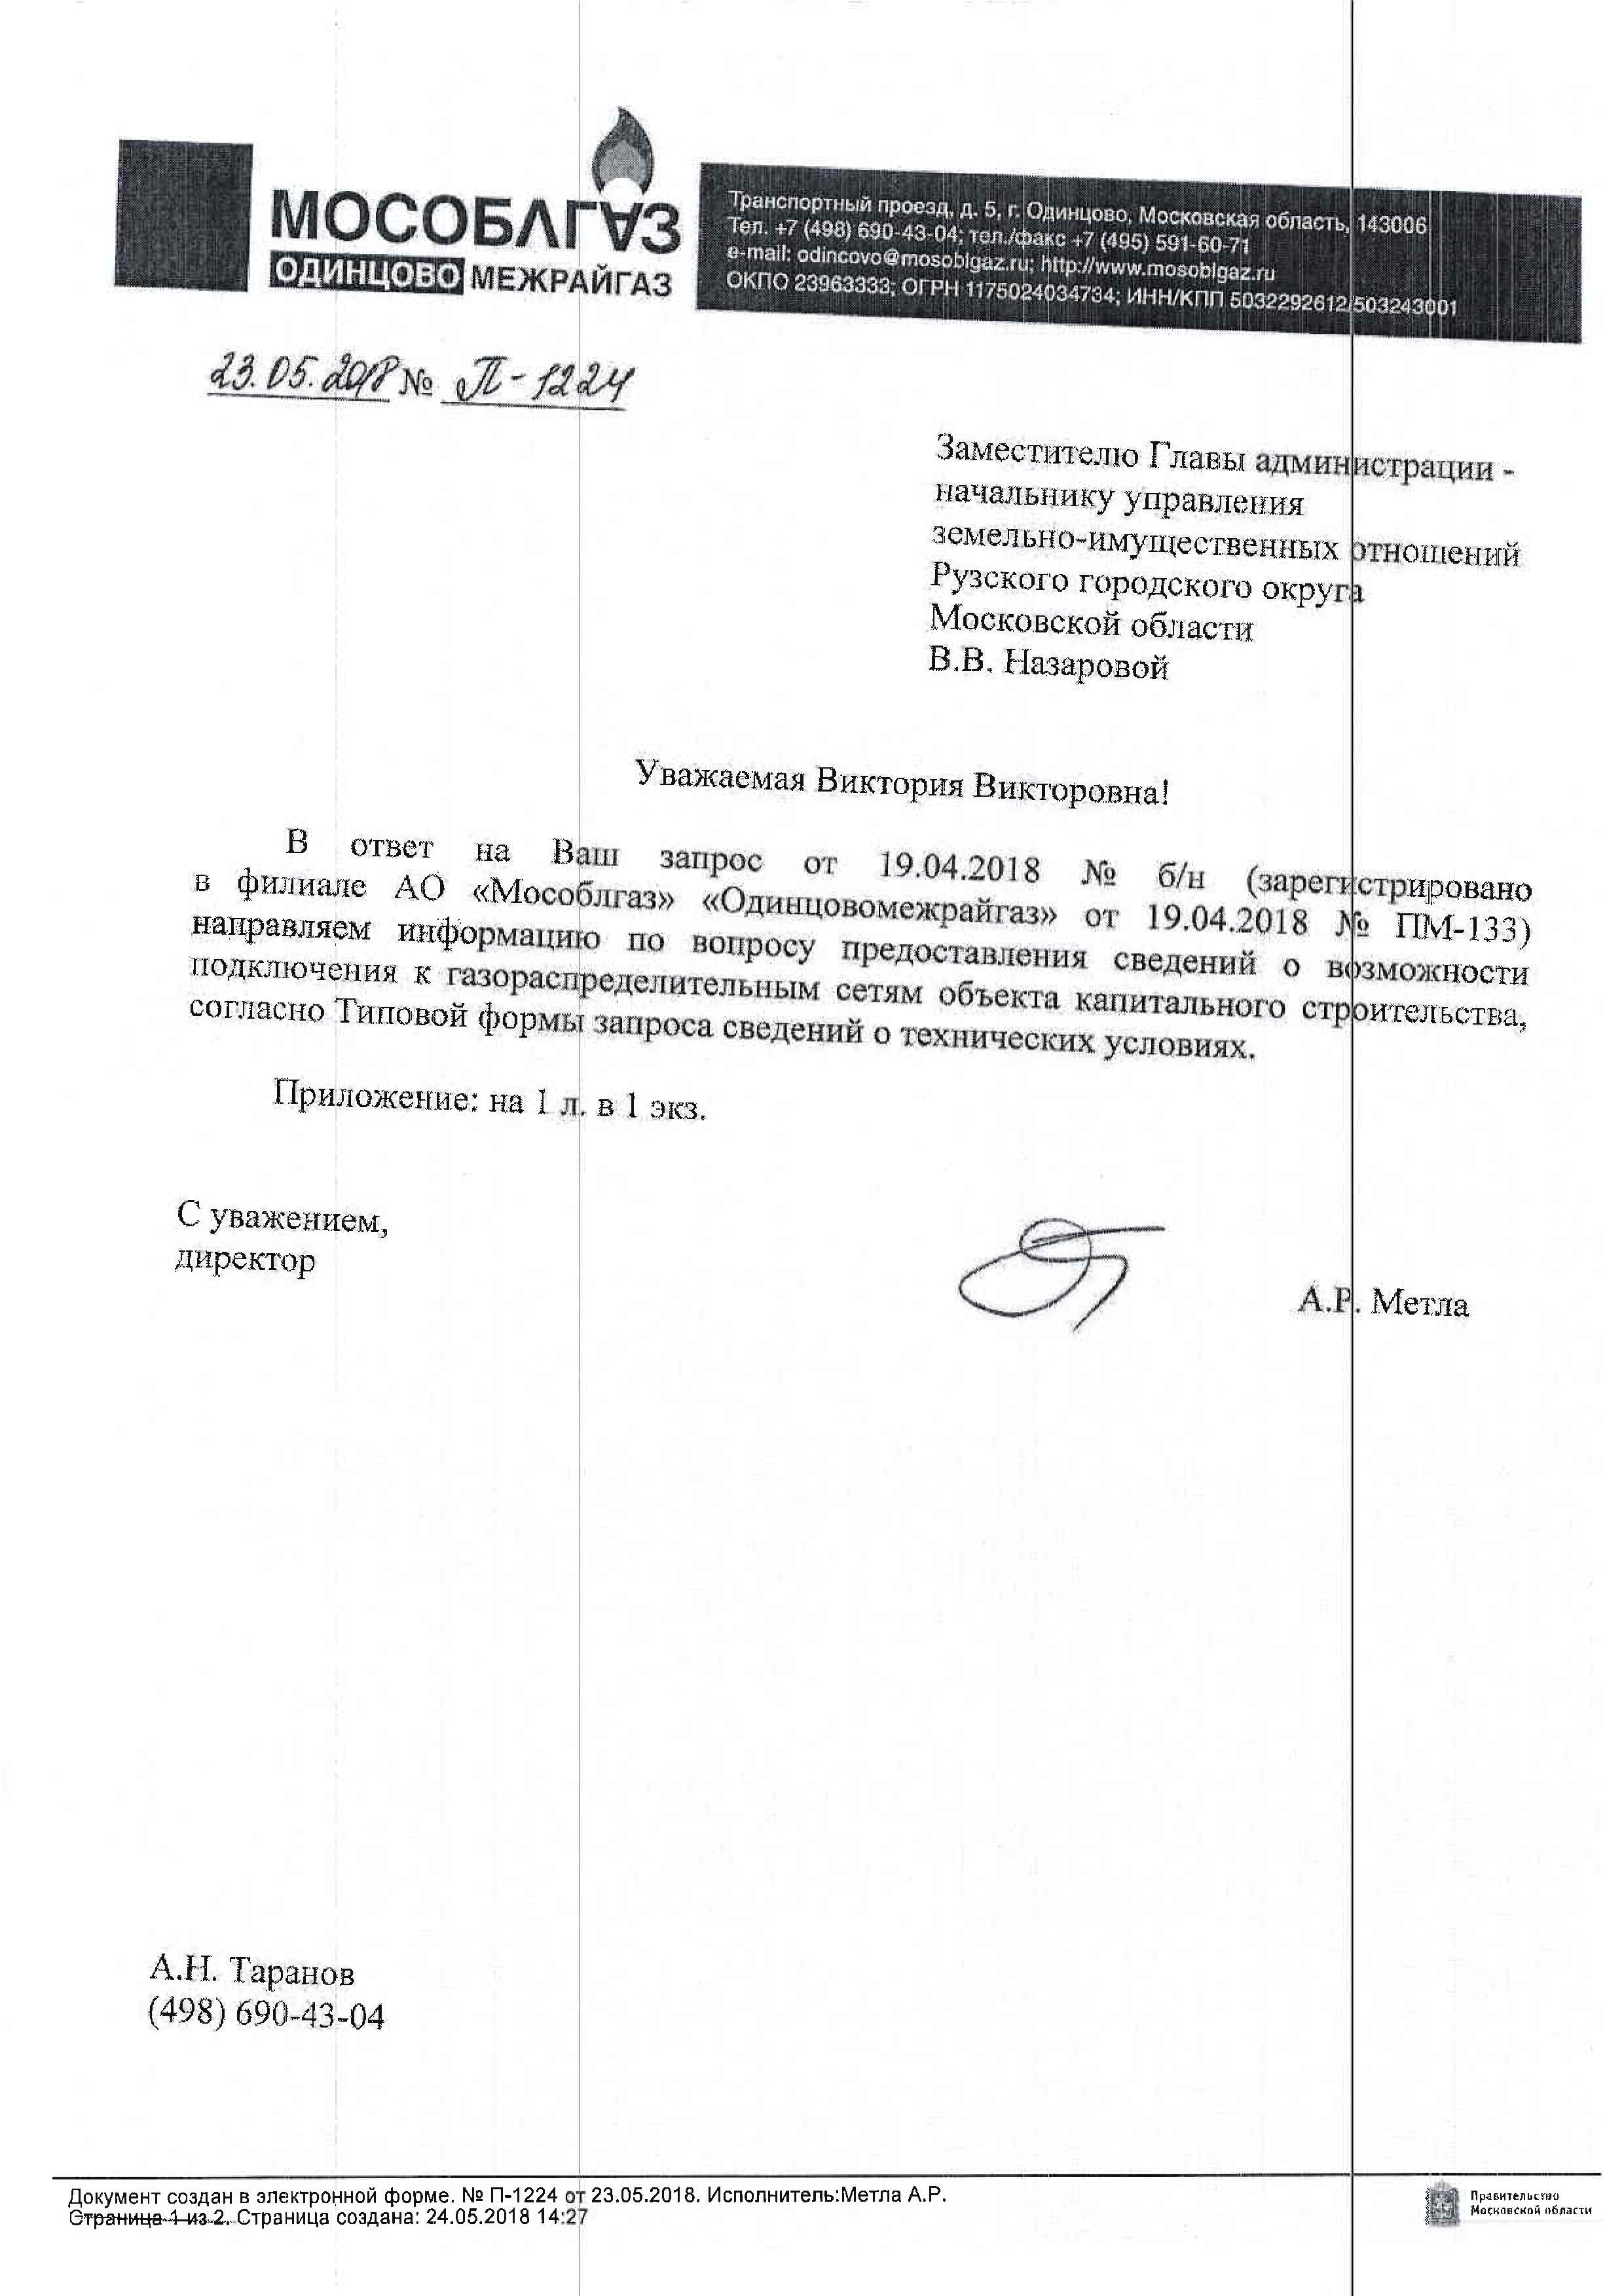 МОСОБЛГАЗ
ОДИНЦОВО МЕЖРАЙГАЗ
Транспортный проезд, д. 5, г. Одинцово, Московская область, 143006
Тел. +7 (498) 690-43-04; тел./факс +7 (495) 591-60-71
e-mail: odincovo@mosoblgaz.ru; http://www.mosoblgaz.ru
ОКПО 23963333; ОГРН 1175024034734; ИНН/КПП 5032292612/503243001
23.05.2018 № П-1224
Заместителю Главы администрации -
начальнику управления
земельно-имущественных отношений
Рузского городского округа
Московской области
В.В. Назаровой
Уважаемая Виктория Викторовна!
В ответ на Ваш запрос от 19.04.2018 № б/н (зарегистрировано
в филиале АО «Мособлгаз» «Одинцовомежрайгаз» от 19.04.2018 № ПМ-133)
направляем информацию по вопросу предоставления сведений о возможности
подключения к газораспределительным сетям объекта капитального строительства,
согласно Типовой формы запроса сведений о технических условиях.
Приложение: на 1 л. в 1 экз.
С уважением,
директор
А.Р. Метла
А.Н. Таранов
(498) 690-43-04
Документ создан в электронной форме. № П-1224 от 23.05.2018. Исполнитель:Метла А.Р.
Страница 1 из 2. Страница создана: 24.05.2018 14:27
Правительство
Московской области